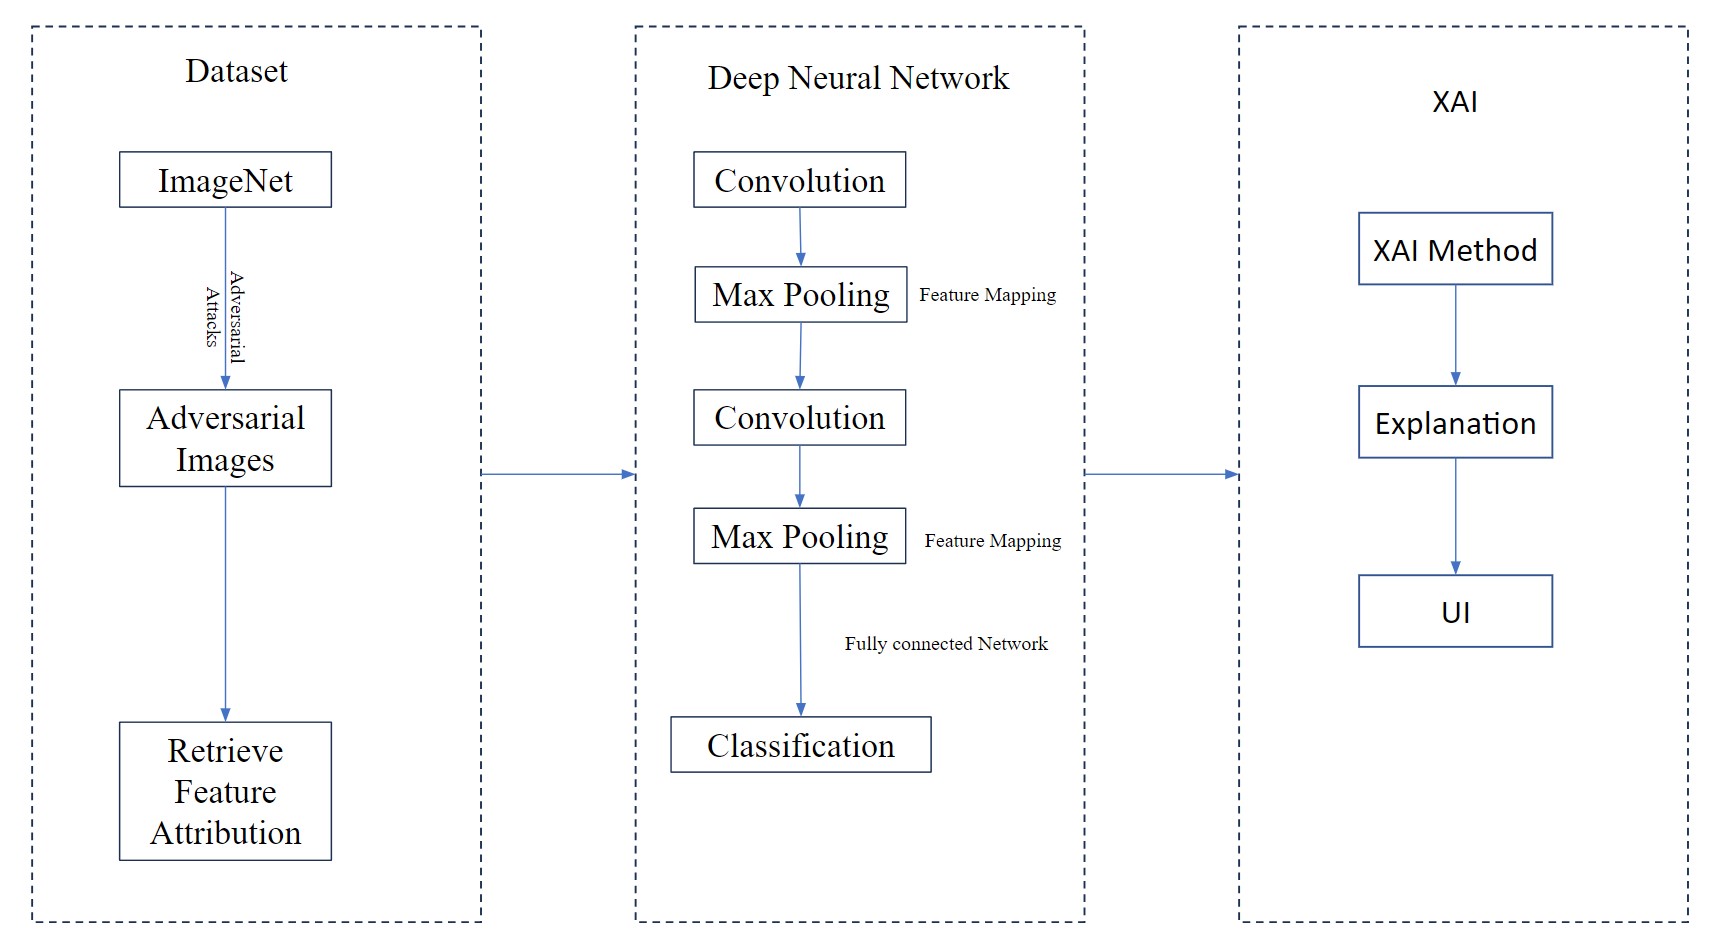 Dataset
ImageNet
Adversarial
Attacks
Adversarial
Images
Retrieve
Feature
Attribution
Deep Neural Network
Convolution
Max Pooling
Feature Mapping
Convolution
Max Pooling
Feature Mapping
Fully connected Network
Classification
XAI
XAI Method
Explanation
UI